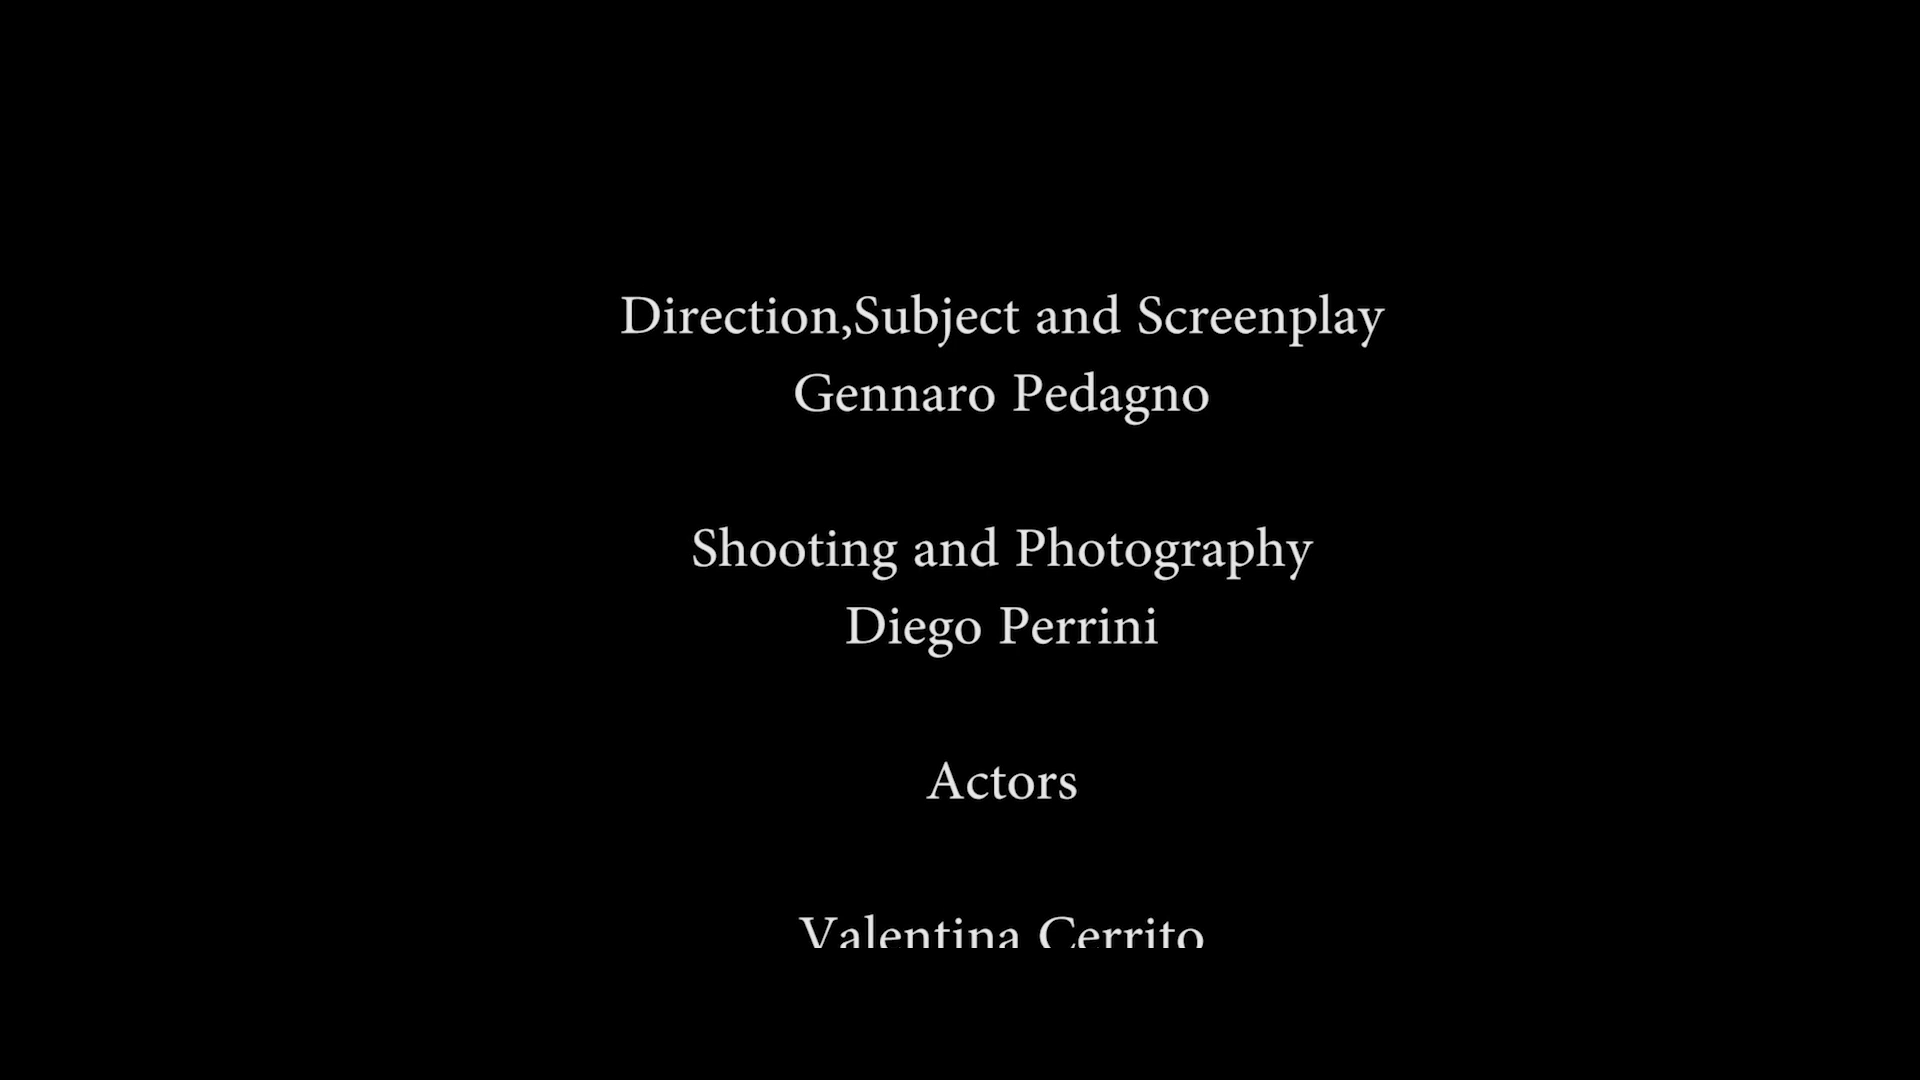 Direction,Subject and Screenplay
Gennaro Pedagno
Shooting and Photography
Diego Perrini
Actors
Valentina Cerrito